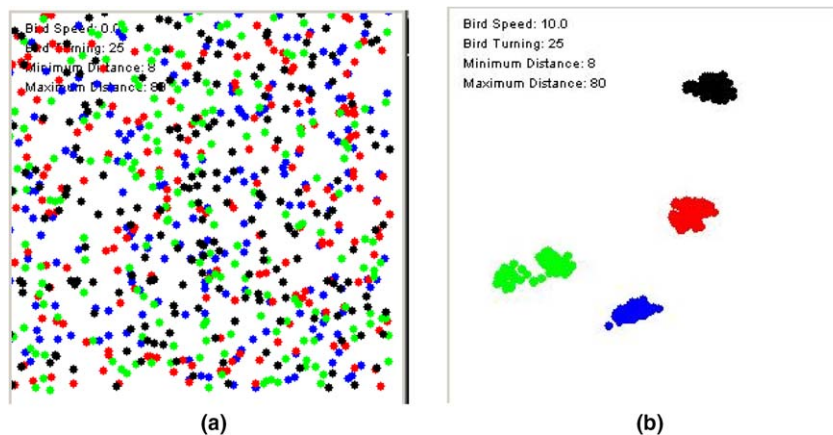 Bird Speed: 0.0
Bird Turning: 25
Minimum Distance: 8
Maximum Distance: 80
Bird Speed: 10.0
Bird Turning: 25
Minimum Distance: 8
Maximum Distance: 80
(a)
(b)